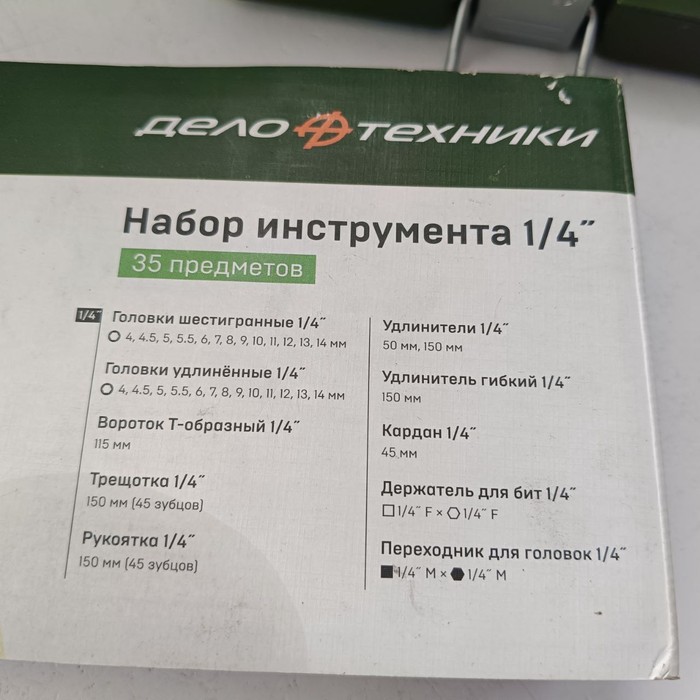 дело техники
Набор инструмента 1/4″
35 предметов
1/4″
Головки шестигранные 1/4″
4, 4.5, 5, 5.5, 6, 7, 8, 9, 10, 11, 12, 13, 14 мм
Головки удлинённые 1/4″
4, 4.5, 5, 5.5, 6, 7, 8, 9, 10, 11, 12, 13, 14 мм
Вороток Т-образный 1/4″
115 мм
Трещотка 1/4″
150 мм (45 зубцов)
Рукоятка 1/4″
150 мм (45 зубцов)
Удлинители 1/4″
50 мм, 150 мм
Удлинитель гибкий 1/4″
150 мм
Кардан 1/4″
45 мм
Держатель для бит 1/4″
□1/4″ F × ⬡1/4″ F
Переходник для головок 1/4″
■1/4″ M × ⬢1/4″ M